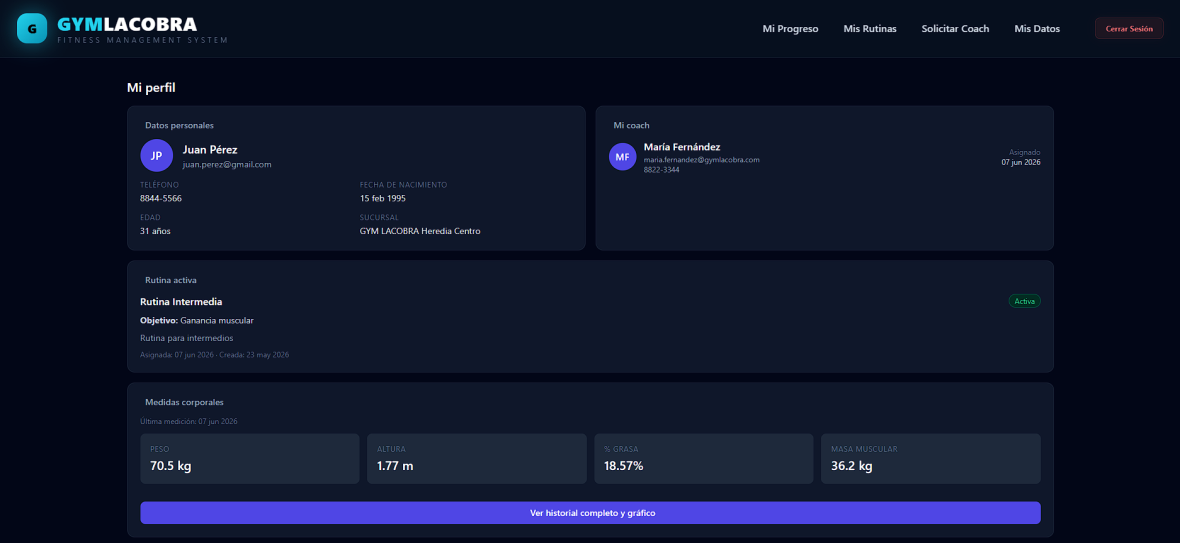 G
GYMLACOBRA
FITNESS MANAGEMENT SYSTEM
Mi Progreso
Mis Rutinas
Solicitar Coach
Mis Datos
Cerrar Sesión
Mi perfil
Datos personales
JP
Juan Pérez
juan.perez@gmail.com
TELÉFONO
8844-5566
FECHA DE NACIMIENTO
15 feb 1995
EDAD
31 años
SUCURSAL
GYM LACOBRA Heredia Centro
Mi coach
MF
María Fernández
maria.fernandez@gymlacobra.com
8822-3344
Asignado
07 jun 2026
Rutina activa
Rutina Intermedia
Activa
Objetivo: Ganancia muscular
Rutina para intermedios
Asignada: 07 jun 2026 · Creada: 23 may 2026
Medidas corporales
Última medición: 07 jun 2026
PESO
70.5 kg
ALTURA
1.77 m
% GRASA
18.57%
MASA MUSCULAR
36.2 kg
Ver historial completo y gráfico